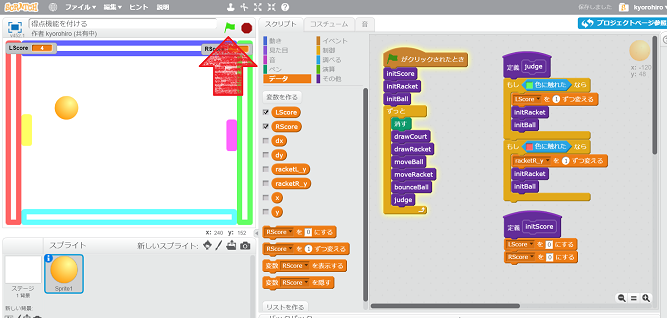 SCRATCH ファイル▼ 編集▼ ヒント 説明
保存しました kyorohiro▼
得点機能を付ける
作者 kyorohiro (共有中)
スクリプト コスチューム 音
プロジェクトページ参照
LScore 4
RScore
動き イベント
見た目 制御
音 調べる
ペン 演算
データ その他
変数を作る
LScore
RScore
dx
dy
racketL_y
racketR_y
x
y
RScore を 0 にする
RScore を 1 ずつ変える
変数 RScore を表示する
変数 RScore を隠す
リストを作る
がクリックされたとき
initScore
initRacket
initBall
ずっと
消す
drawCourt
drawRacket
moveBall
moveRacket
bounceBall
judge
定義 judge
もし 色に触れた なら
LScore を 1 ずつ変える
initRacket
initBall
もし 色に触れた なら
racketR_y を 1 ずつ変える
initRacket
initBall
定義 initScore
LScore を 0 にする
RScore を 0 にする
x: -120
y: 48
x: 240 y: 152
スプライト 新しいスプライト:
ステージ
1 背景
Sprite1
新しい背景